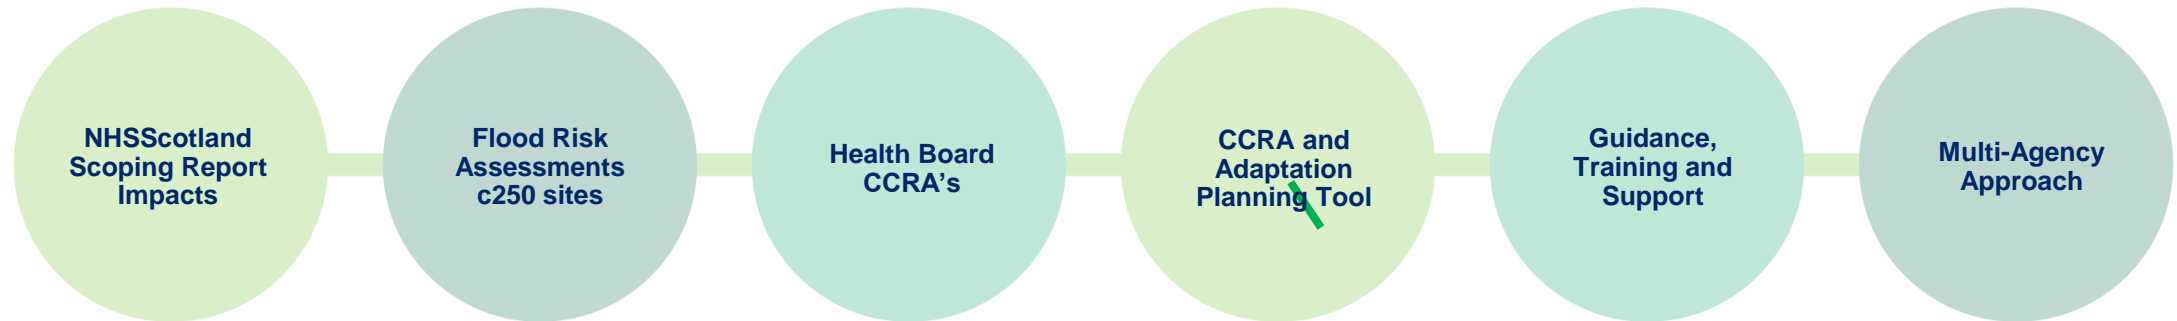 NHSScotland
Scoping Report
Impacts
Flood Risk
Assessments
c250 sites
Health Board
CCRA’s
CCRA and
Adaptation
Planning Tool
Guidance,
Training and
Support
Multi-Agency
Approach